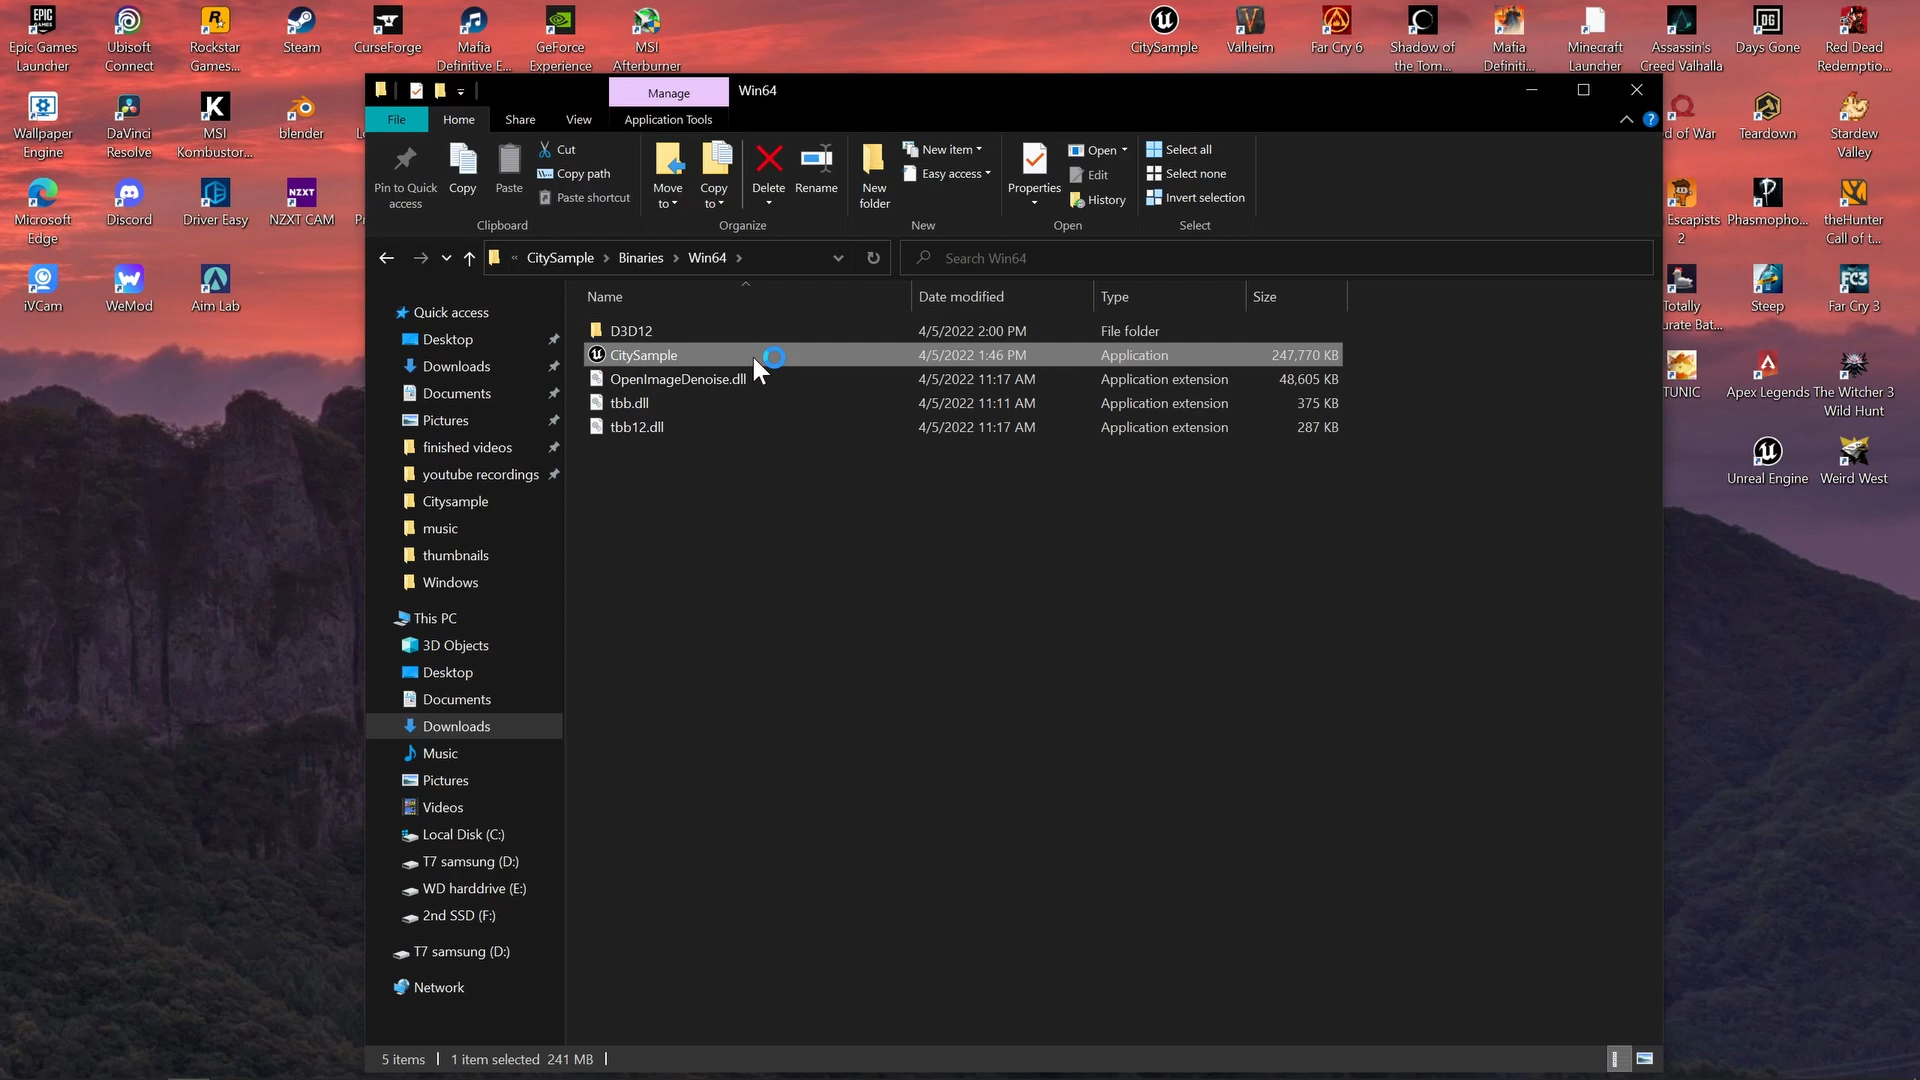 Epic Games
Launcher
Ubisoft
Connect
Rockstar
Games...
Steam
CurseForge
Mafia
Definitive E...
GeForce
Experience
MSI
Afterburner
CitySample
Valheim
Far Cry 6
Shadow of
the Tom...
Mafia
Definiti...
Minecraft
Launcher
Assassin's
Creed Valhalla
Days Gone
Red Dead
Redemptio...
Wallpaper
Engine
DaVinci
Resolve
MSI
Kombustor...
blender
d of War
Teardown
Stardew
Valley
Microsoft
Edge
Discord
Driver Easy
NZXT
NZXT CAM
Escapists
2
Phasmopho...
theHunter
Call of t...
iVCam
WeMod
Aim Lab
Totally
urate Bat...
Steep
FC3
Far Cry 3
TUNIC
Apex Legends
The Witcher 3
Wild Hunt
Unreal Engine
Weird West
Manage
Win64
File
Home
Share
View
Application Tools
Pin to Quick
access
Copy
Paste
Cut
Copy path
Paste shortcut
Clipboard
Move
to
Copy
to
Delete
Rename
Organize
New
folder
New item
Easy access
New
Properties
Open
Edit
History
Open
Select all
Select none
Invert selection
Select
« CitySample > Binaries > Win64 >
Search Win64
Name Date modified Type Size
D3D12 4/5/2022 2:00 PM File folder
CitySample 4/5/2022 1:46 PM Application 247,770 KB
OpenImageDenoise.dll 4/5/2022 11:17 AM Application extension 48,605 KB
tbb.dll 4/5/2022 11:11 AM Application extension 375 KB
tbb12.dll 4/5/2022 11:17 AM Application extension 287 KB
Quick access
Desktop
Downloads
Documents
Pictures
finished videos
youtube recordings
Citysample
music
thumbnails
Windows
This PC
3D Objects
Desktop
Documents
Downloads
Music
Pictures
Videos
Local Disk (C:)
T7 samsung (D:)
WD harddrive (E:)
2nd SSD (F:)
T7 samsung (D:)
Network
5 items
1 item selected 241 MB